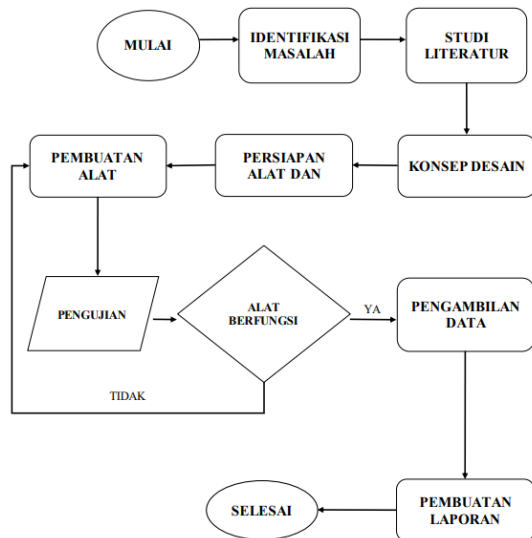 MULAI
IDENTIFIKASI
MASALAH
STUDI
LITERATUR
KONSEP DESAIN
PERSIAPAN
ALAT DAN
PEMBUATAN
ALAT
PENGUJIAN
ALAT
BERFUNGSI
YA
PENGAMBILAN
DATA
TIDAK
PEMBUATAN
LAPORAN
SELESAI